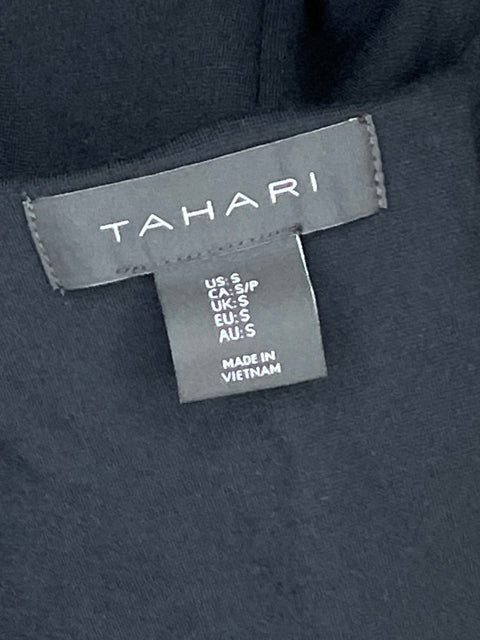 TAHARI
US: S
CA: S/P
UK: S
EU: S
AU: S
MADE IN
VIETNAM